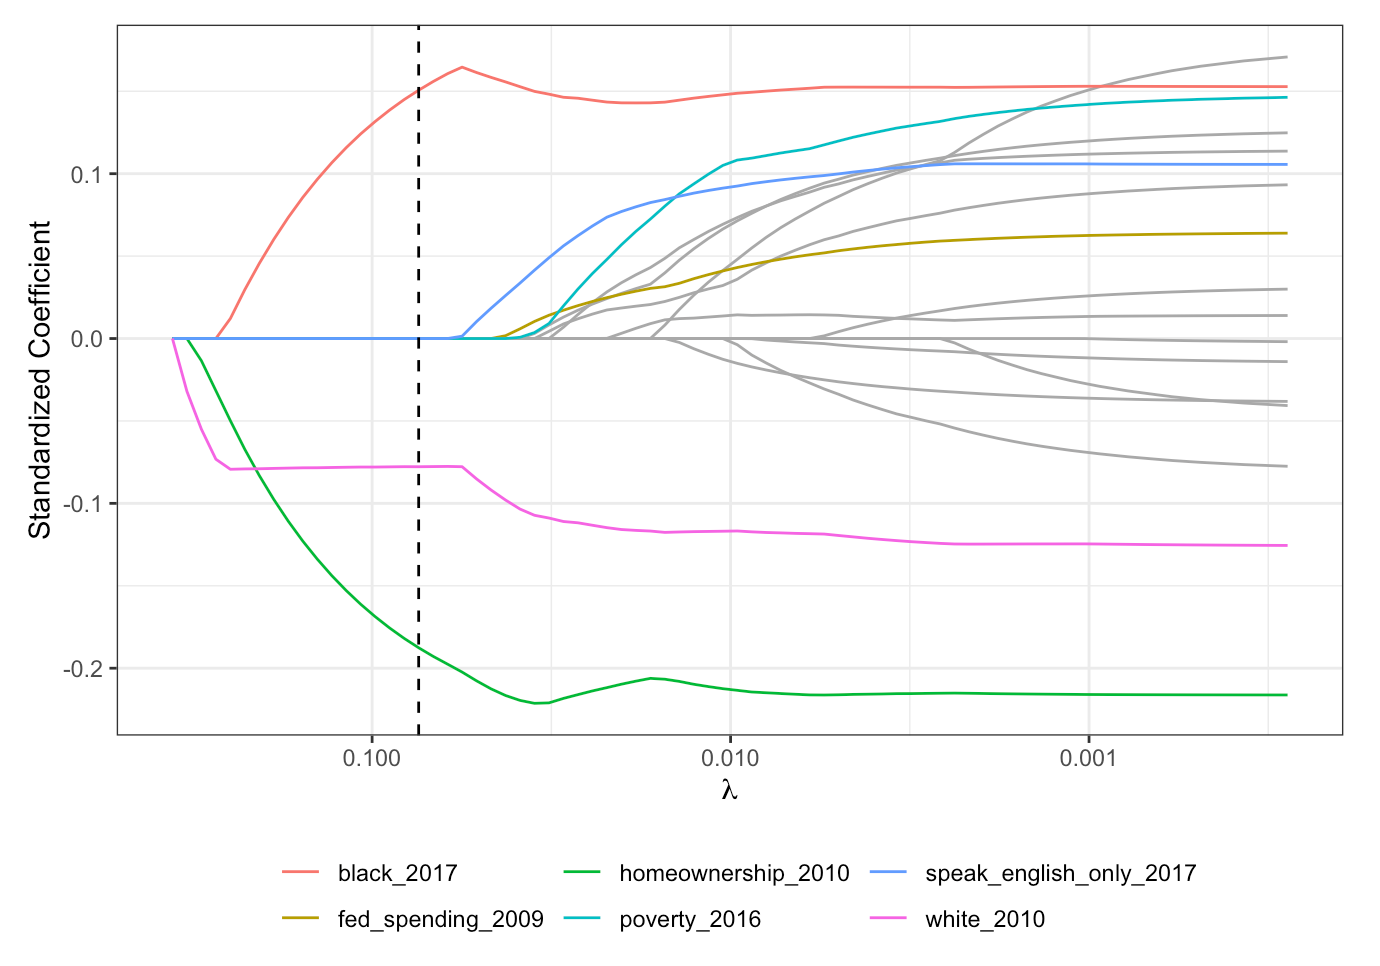 0.1
0.0
-0.1
-0.2
Standardized Coefficient
0.100 0.010 0.001
λ
black_2017 homeownership_2010 speak_english_only_2017
fed_spending_2009 poverty_2016 white_2010